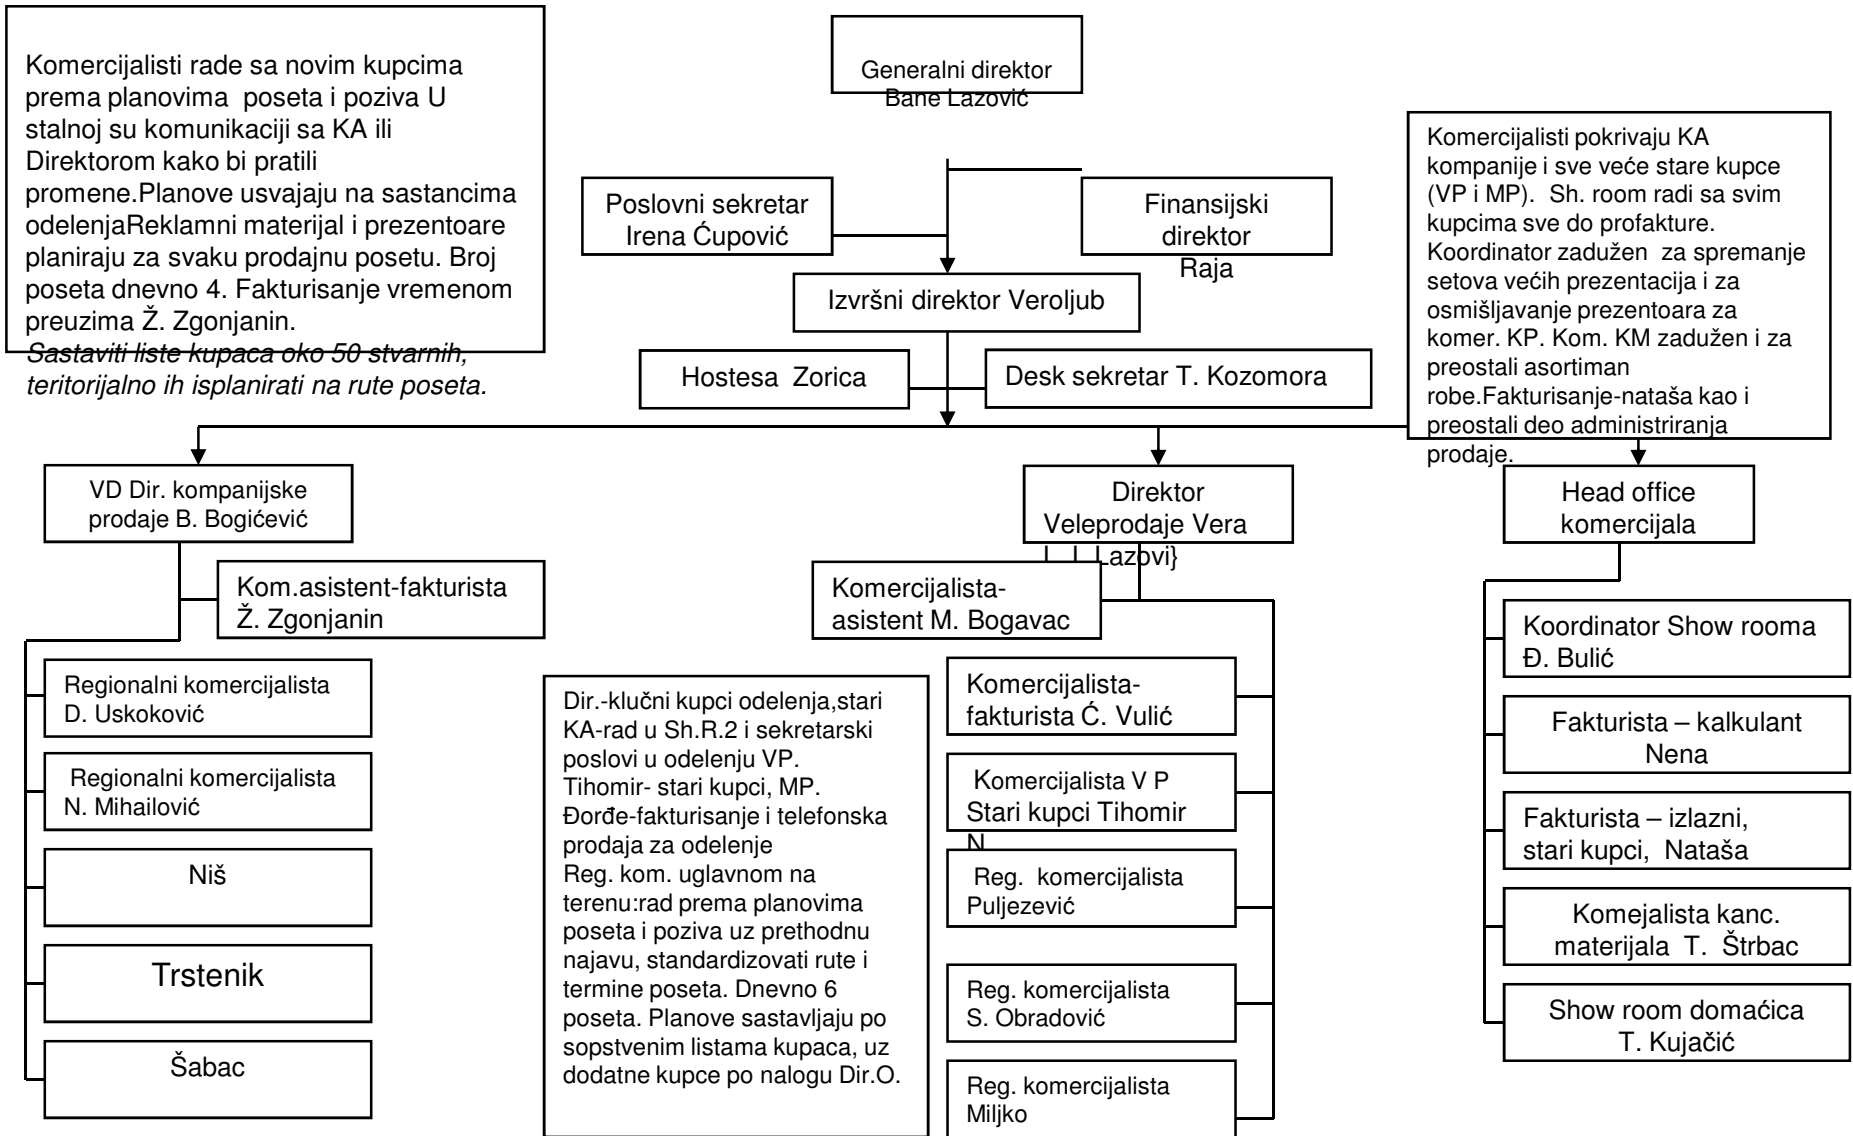 Komercijalisti rade sa novim kupcima
prema planovima  poseta i poziva U
stalnoj su komunikaciji sa KA ili
Direktorom kako bi pratili
promene.Planove usvajaju na sastancima
odelenjaReklamni materijal i prezentoare
planiraju za svaku prodajnu posetu. Broj
poseta dnevno 4. Fakturisanje vremenom
preuzima Ž. Zgonjanin.
Sastaviti liste kupaca oko 50 stvarnih,
teritorijalno ih isplanirati na rute poseta.
Generalni direktor
Bane Lazović
Komercijalisti pokrivaju KA
kompanije i sve veće stare kupce
(VP i MP).  Sh. room radi sa svim
kupcima sve do profakture.
Koordinator zadužen  za spremanje
setova većih prezentacija i za
osmišljavanje prezentoara za
komer. KP. Kom. KM zadužen i za
preostali asortiman
robe.Fakturisanje-nataša kao i
preostali deo administriranja
prodaje.
Poslovni sekretar
Irena Ćupović
Finansijski
direktor
Raja
Izvršni direktor Veroljub
Hostesa  Zorica
Desk sekretar T. Kozomora
VD Dir. kompanijske
prodaje B. Bogićević
Kom.asistent-fakturista
Ž. Zgonjanin
Regionalni komercijalista
D. Uskoković
Regionalni komercijalista
N. Mihailović
Niš
Trstenik
Šabac
Direktor
Veleprodaje Vera
Lazovi}
Komercijalista-
asistent M. Bogavac
Dir.-klučni kupci odelenja,stari
KA-rad u Sh.R.2 i sekretarski
poslovi u odelenju VP.
Tihomir- stari kupci, MP.
Đorđe-fakturisanje i telefonska
prodaja za odelenje
Reg. kom. uglavnom na
terenu:rad prema planovima
poseta i poziva uz prethodnu
najavu, standardizovati rute i
termine poseta. Dnevno 6
poseta. Planove sastavljaju po
sopstvenim listama kupaca, uz
dodatne kupce po nalogu Dir.O.
Komercijalista-
fakturista Ć. Vulić
Komercijalista V P
Stari kupci Tihomir
N
Reg.  komercijalista
Puljezević
Reg. komercijalista
S. Obradović
Reg. komercijalista
Miljko
Head office
komercijala
Koordinator Show rooma
Đ. Bulić
Fakturista – kalkulant
Nena
Fakturista – izlazni,
stari kupci,  Nataša
Komejalista kanc.
materijala  T.  Štrbac
Show room domaćica
T. Kujačić